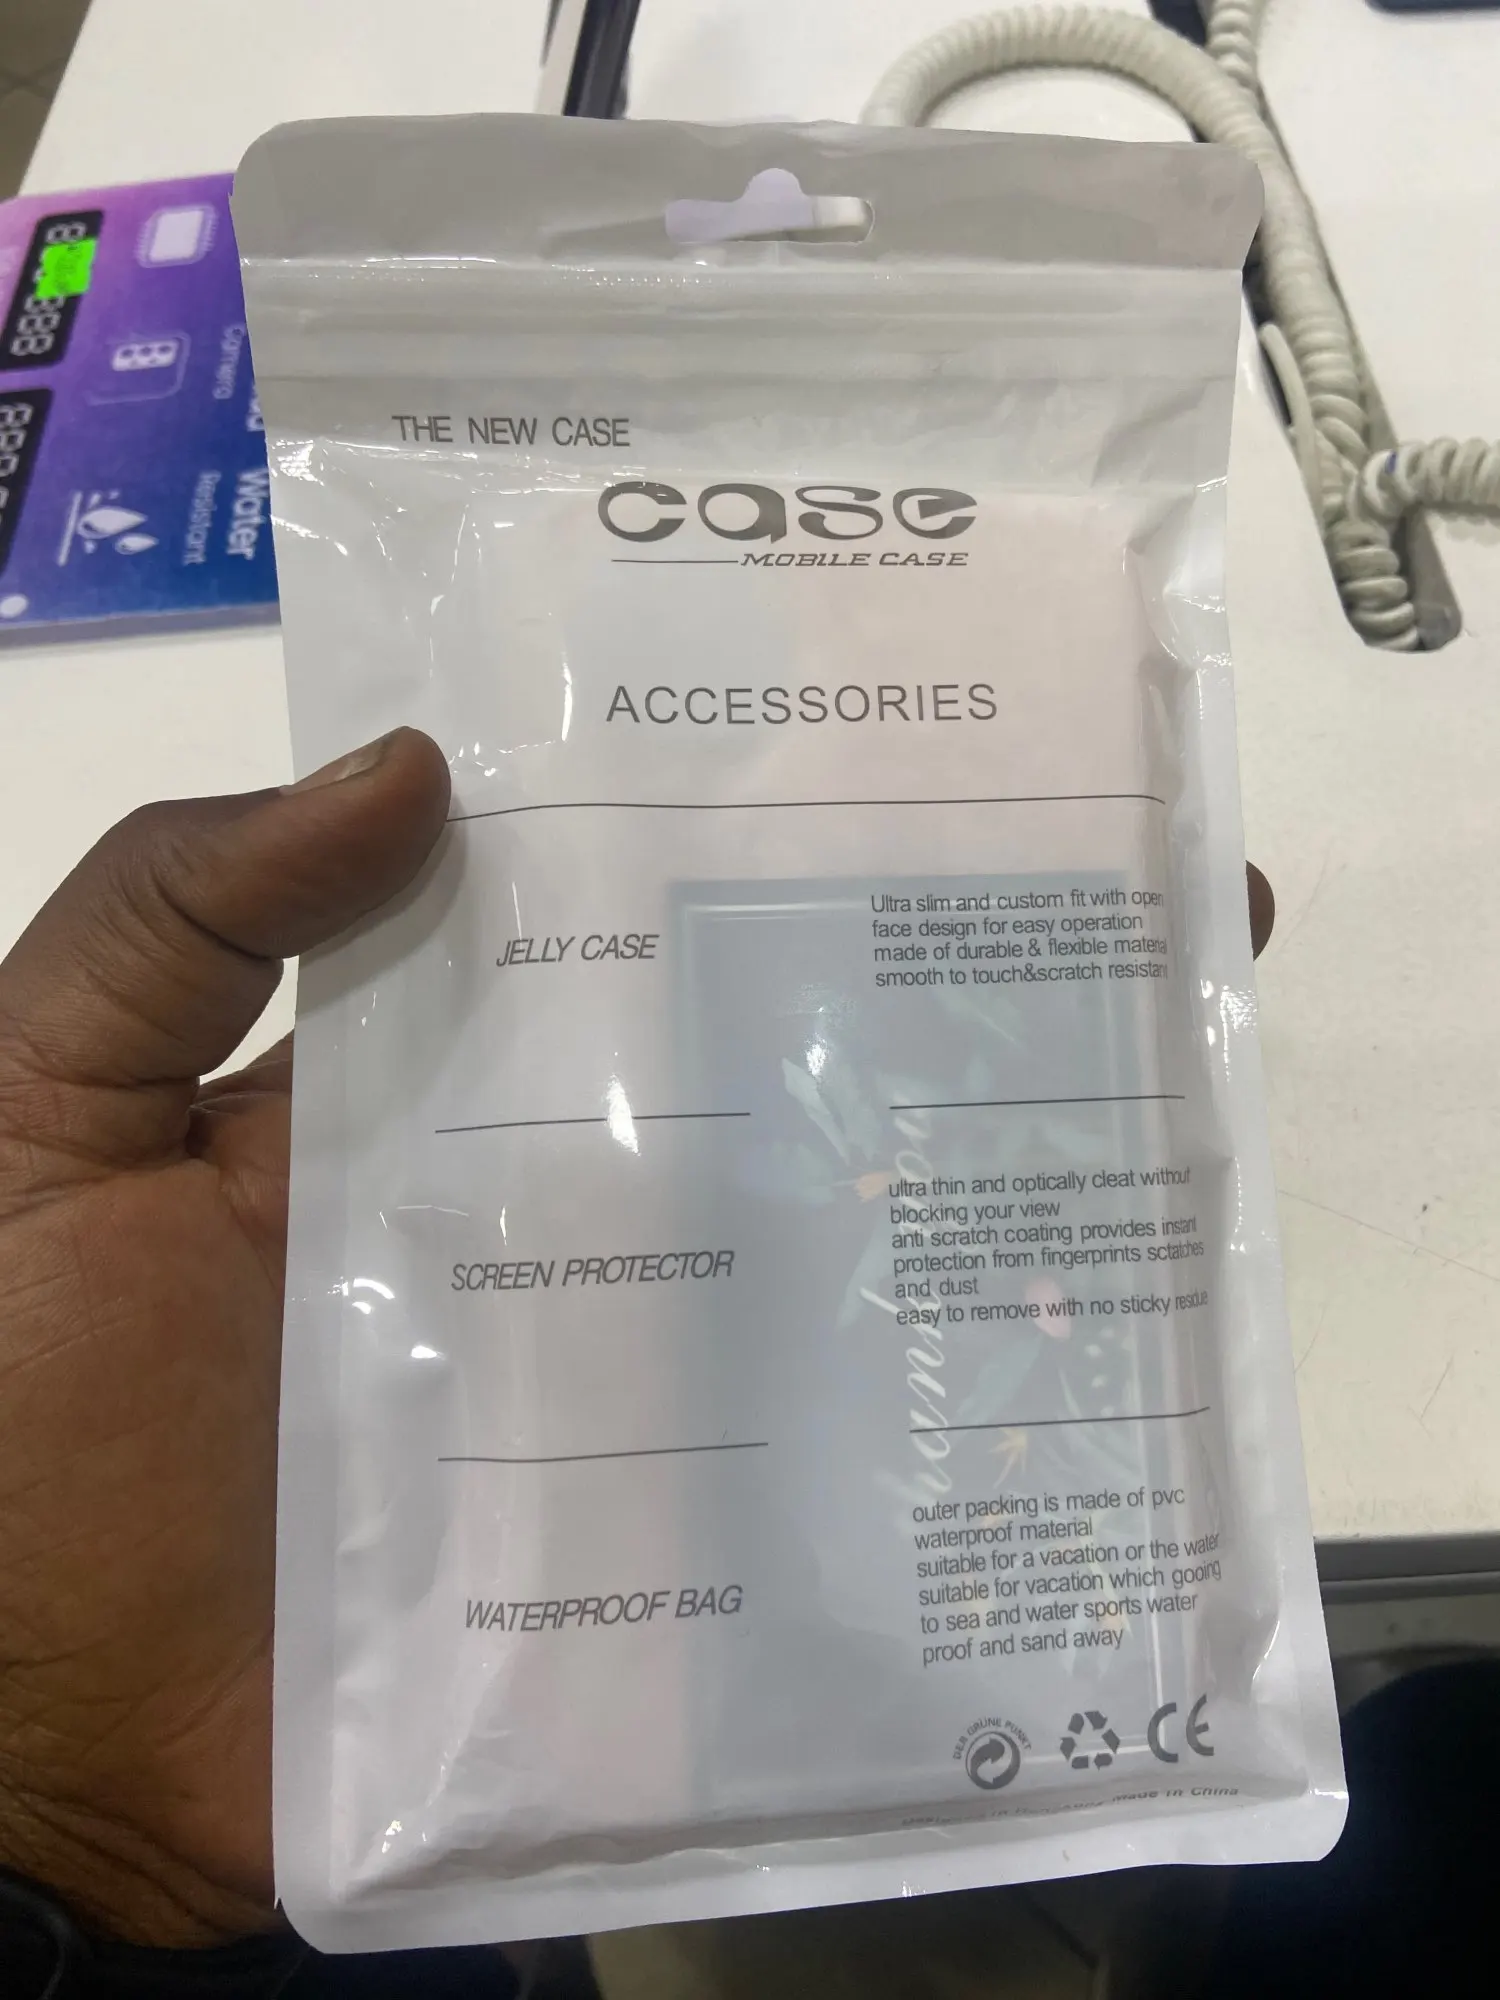 THE NEW CASE
case
MOBILE CASE
ACCESSORIES
JELLY CASE
Ultra slim and custom fit with open
face design for easy operation
made of durable & flexible material
smooth to touch&scratch resistant
SCREEN PROTECTOR
ultra thin and optically cleat without
blocking your view
anti scratch coating provides instant
protection from fingerprints sctatches
and dust
easy to remove with no sticky residue
WATERPROOF BAG
outer packing is made of pvc
waterproof material
suitable for a vacation or the water
suitable for vacation which gooing
to sea and water sports water
proof and sand away
DER GRÜNE PUNKT
CE
made in China
Camera
Water
Resistant